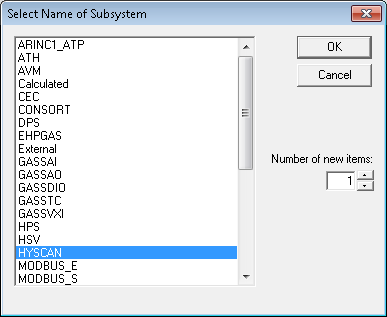 Select Name of Subsystem
ARINC1_ATP
ATH
AVM
Calculated
CEC
CONSORT
DPS
EHPGAS
External
GASSAI
GASSAO
GASSDIO
GASSTC
GASSVXI
HPS
HSV
HYSCAN
MODBUS_E
MODBUS_S
OK
Cancel
Number of new items:
1